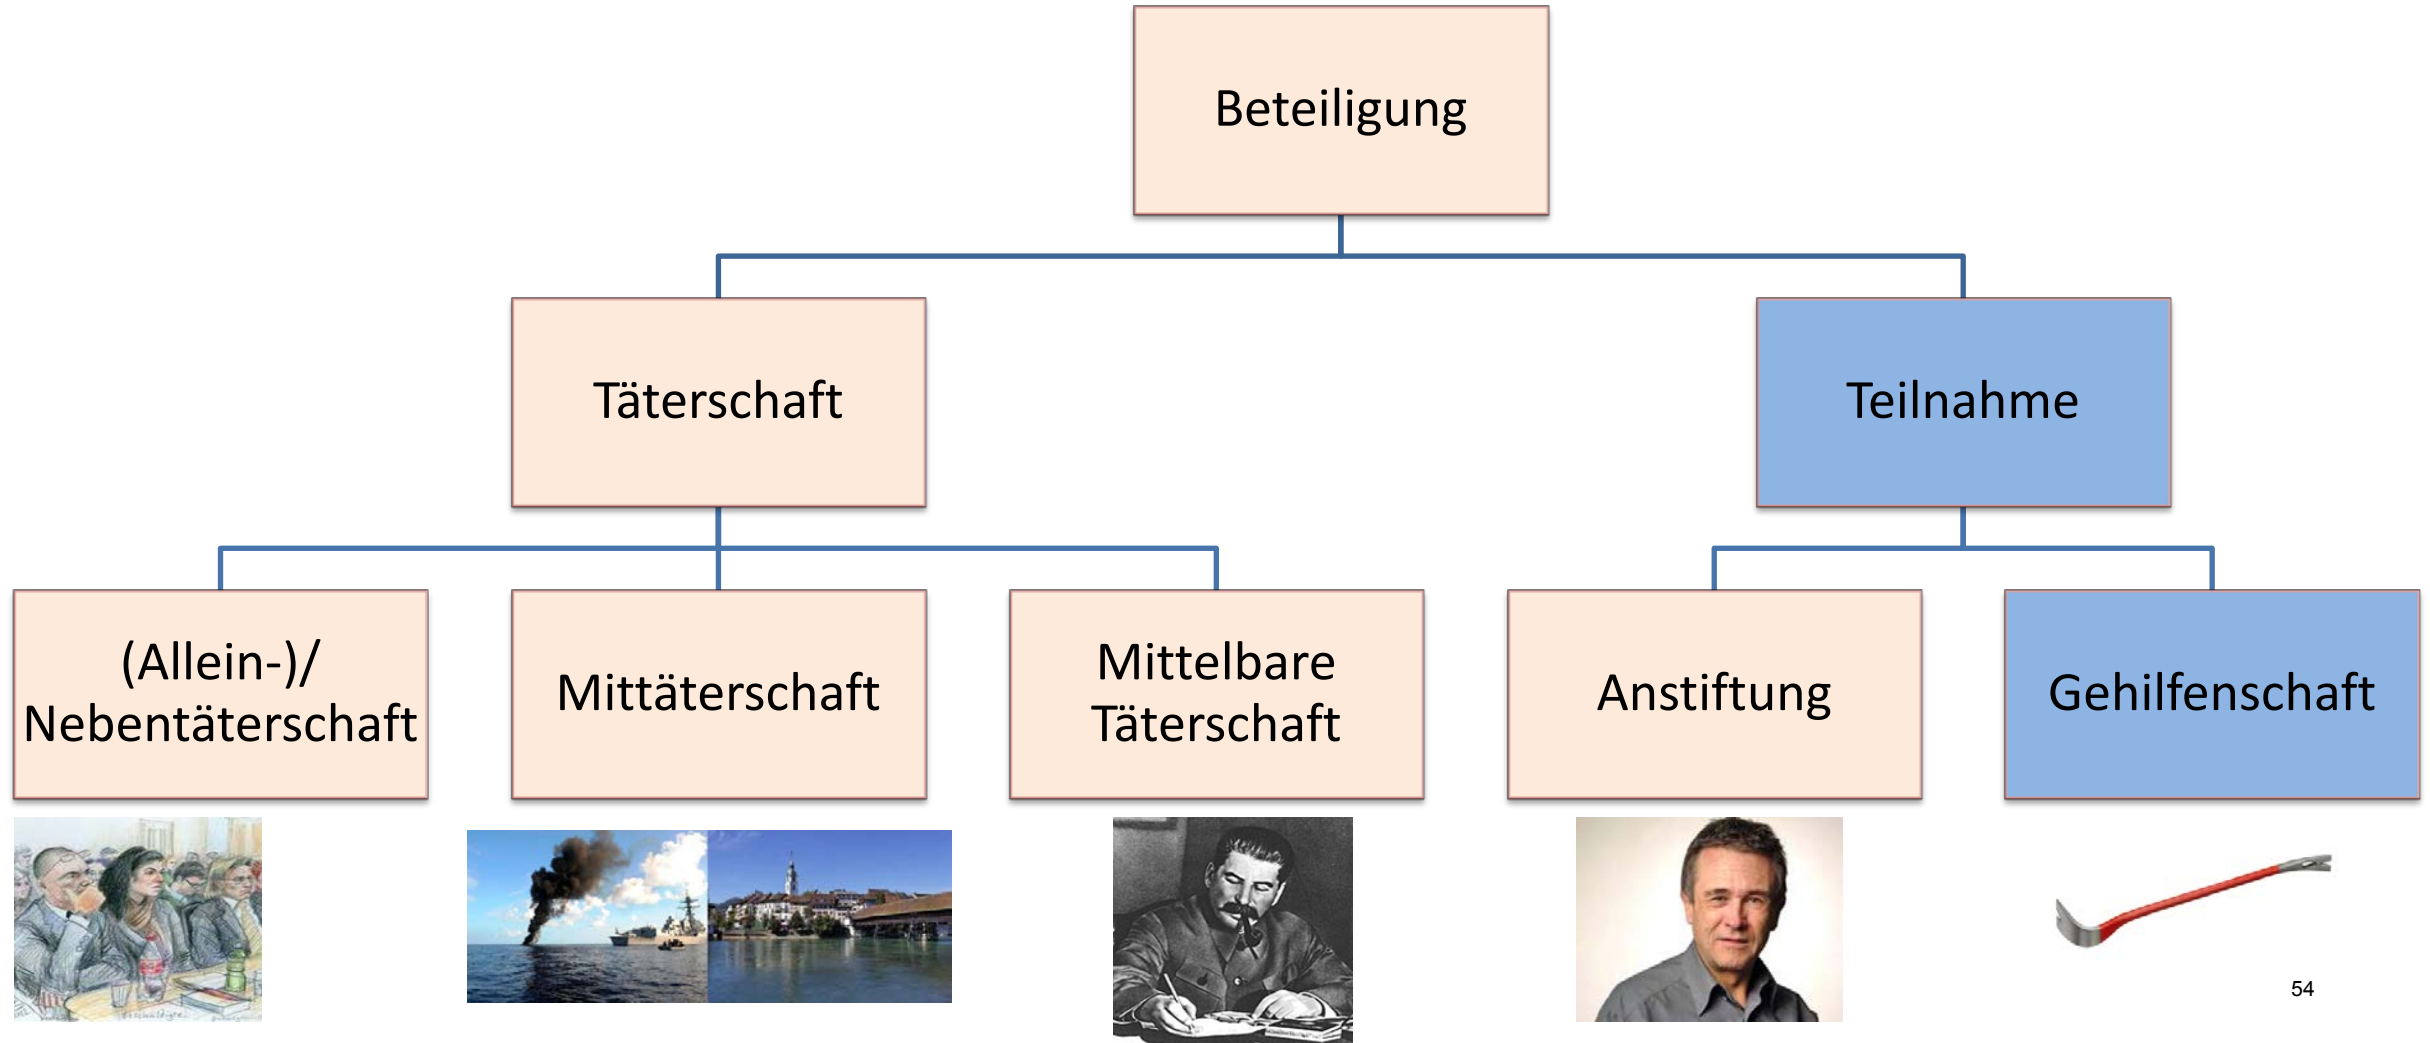 Beteiligung
Täterschaft
Teilnahme
(Allein-)/
Nebentäterschaft
Mittäterschaft
Mittelbare
Täterschaft
Anstiftung
Gehilfenschaft
54